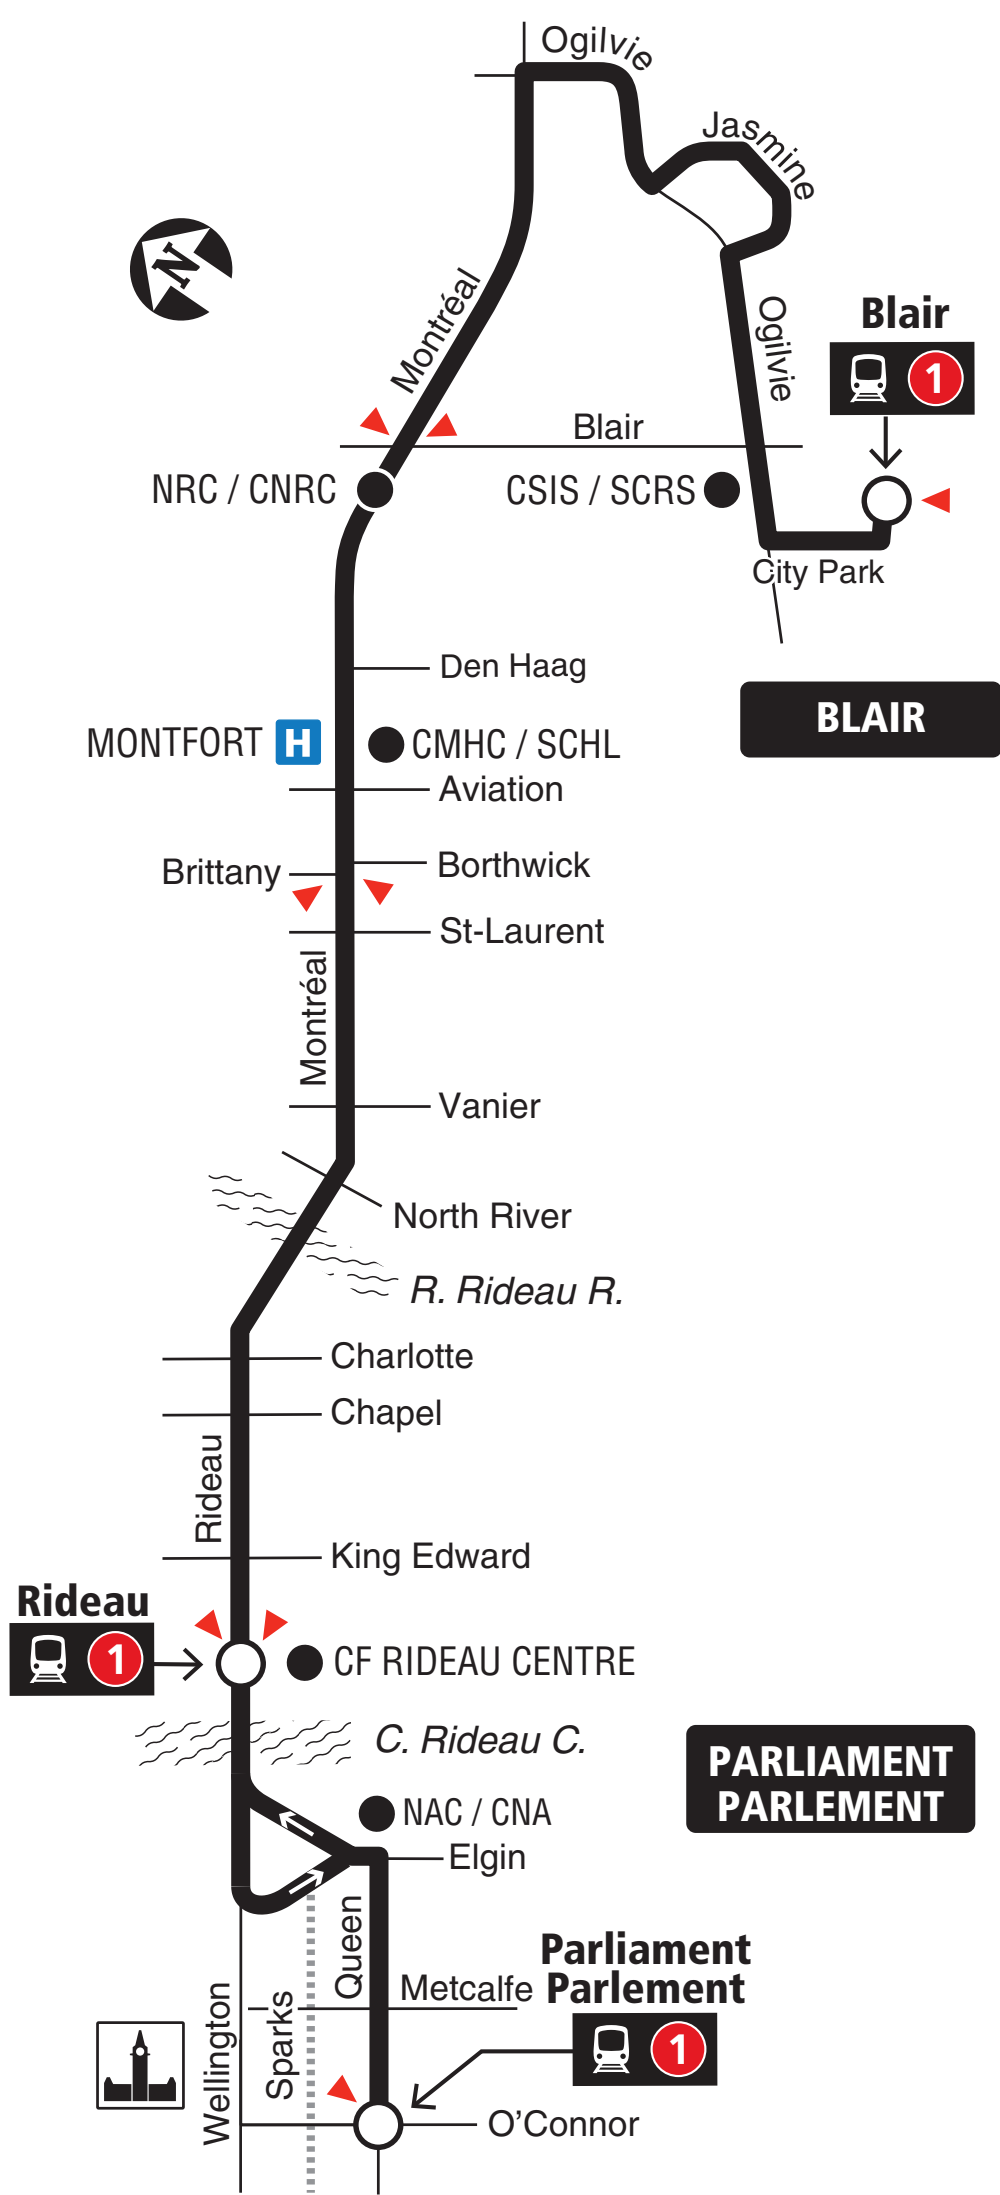 Ogilvie
Jasmine
N
Montréal
Ogilvie
Blair
1
Blair
NRC / CNRC
CSIS / SCRS
City Park
Den Haag
BLAIR
MONTFORT H
CMHC / SCHL
Aviation
Borthwick
Brittany
St-Laurent
Montréal
Vanier
North River
R. Rideau R.
Charlotte
Chapel
Rideau
King Edward
Rideau
1
CF RIDEAU CENTRE
C. Rideau C.
PARLIAMENT
PARLEMENT
NAC / CNA
Elgin
Queen
Parliament
Parlement
1
Metcalfe
Wellington
Sparks
O'Connor